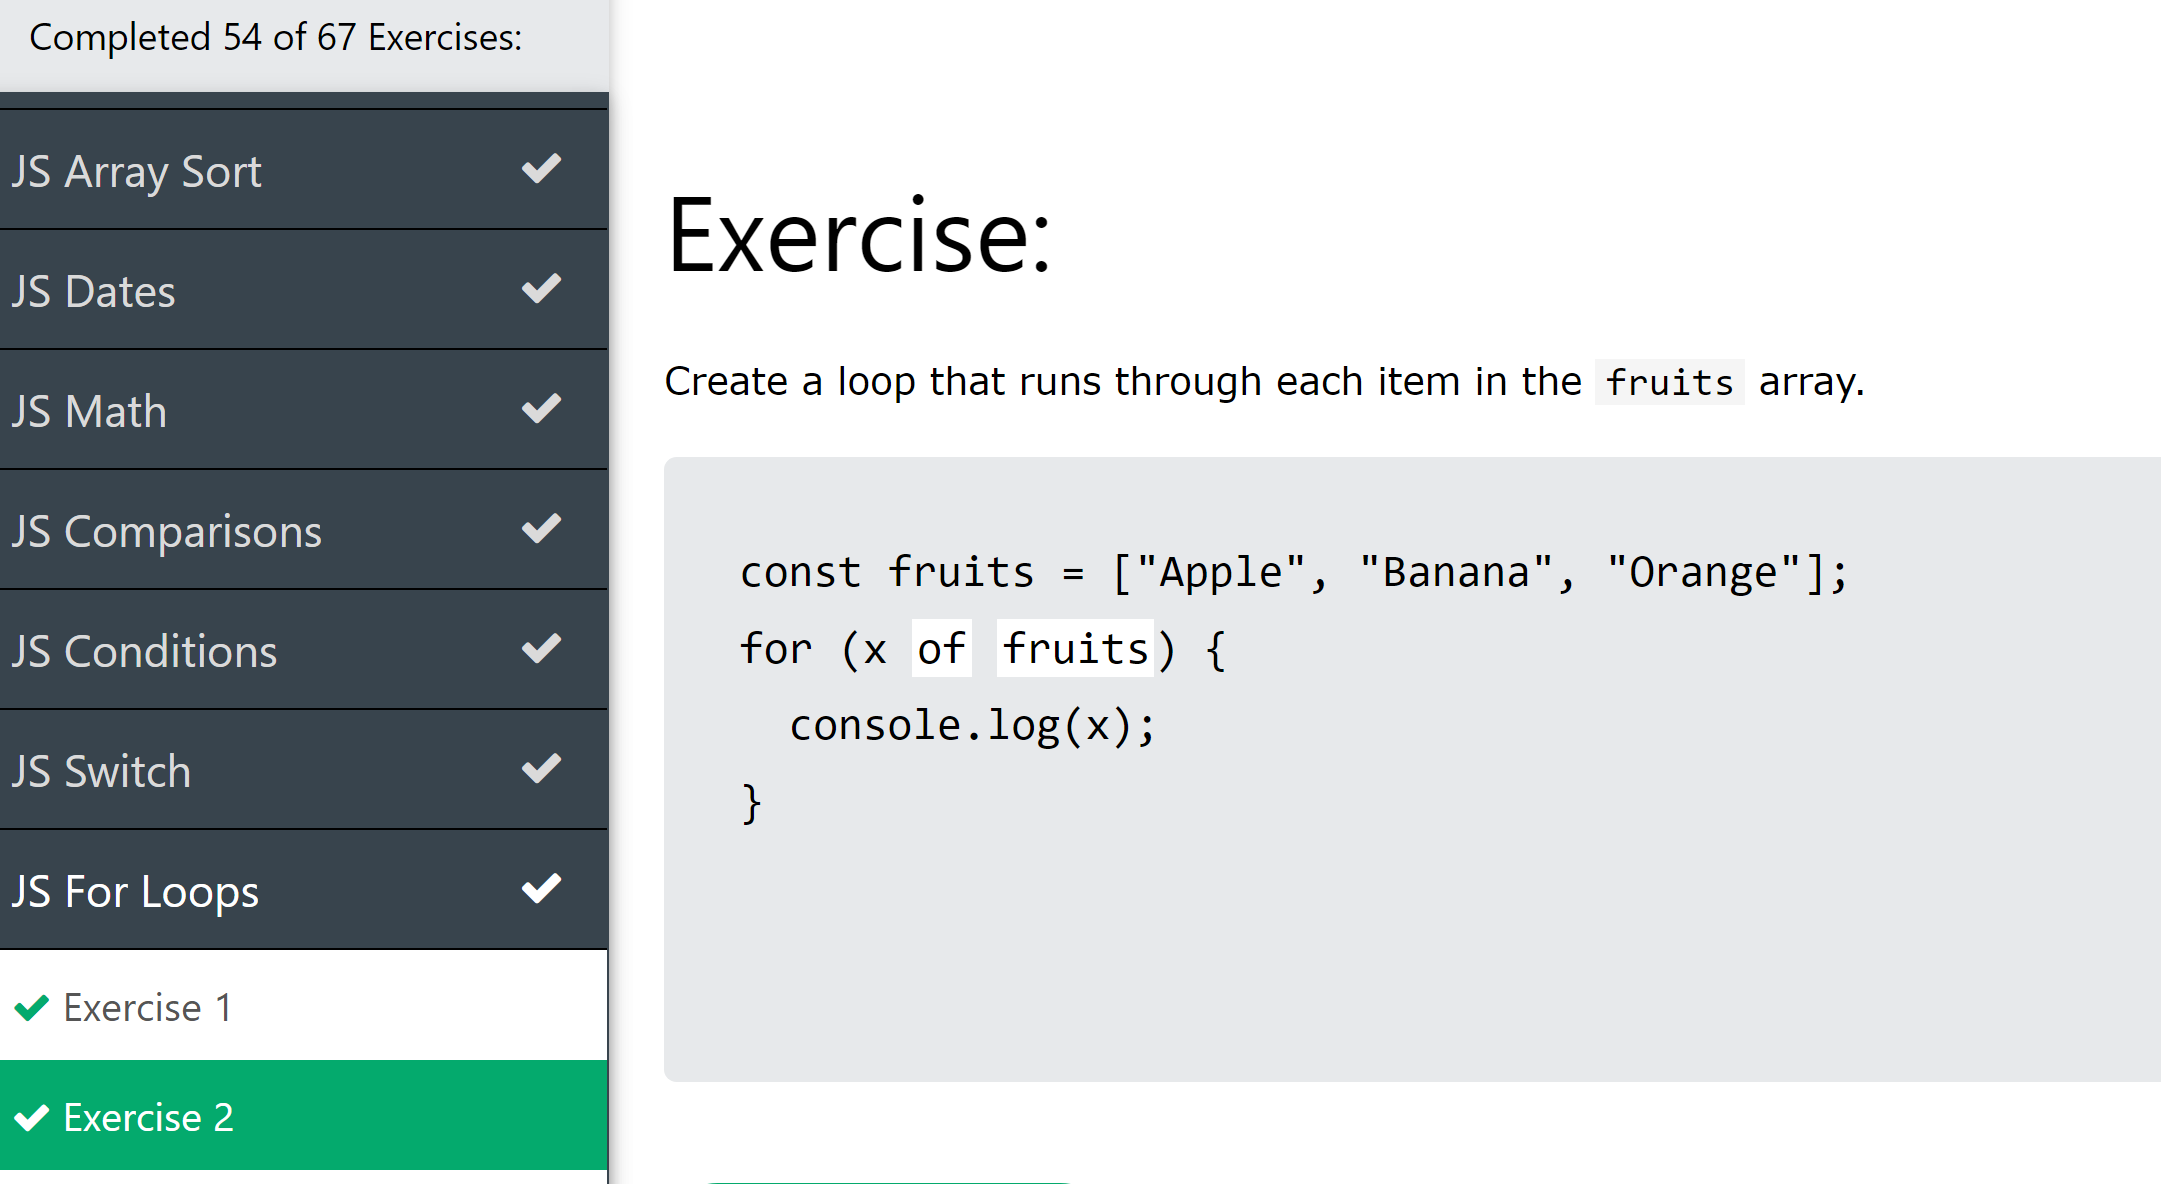 Completed 54 of 67 Exercises:
JS Array Sort
JS Dates
JS Math
JS Comparisons
JS Conditions
JS Switch
JS For Loops
Exercise 1
Exercise 2
Exercise:
Create a loop that runs through each item in the fruits array.
const fruits = ["Apple", "Banana", "Orange"];
for (x of fruits) {
  console.log(x);
}